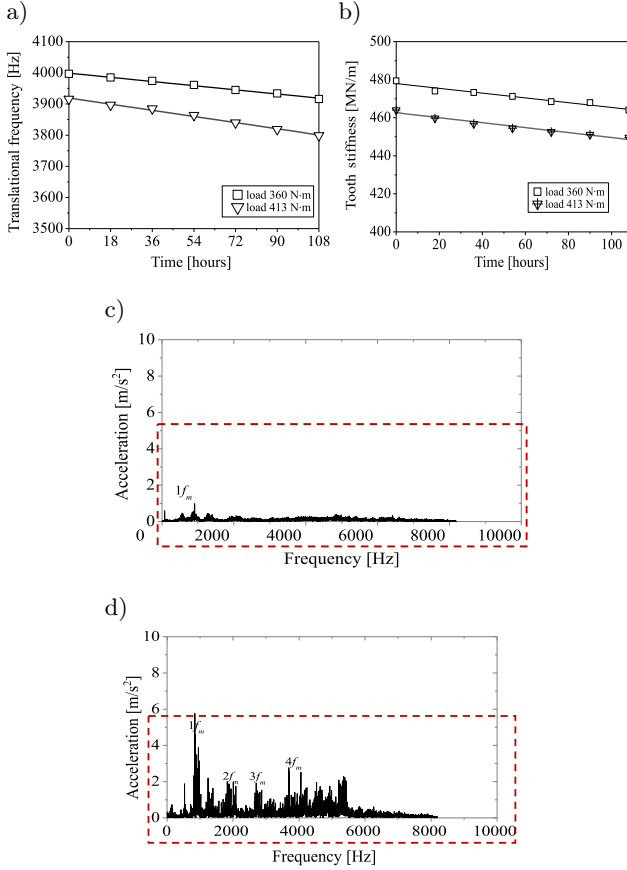 a)
4100
4000
3900
3800
3700
3600
3500
Translational frequency [Hz]
load 360 N·m
load 413 N·m
0 18 36 54 72 90 108
Time [hours]
b)
500
480
460
440
420
400
Tooth stiffness [MN/m]
load 360 N·m
load 413 N·m
0 20 40 60 80 100
Time [hours]
c)
10
8
6
4
2
0
Acceleration [m/s²]
1fm
0 2000 4000 6000 8000 10000
Frequency [Hz]
d)
10
8
6
4
2
0
Acceleration [m/s²]
1fm
2fm 3fm 4fm
0 2000 4000 6000 8000 10000
Frequency [Hz]